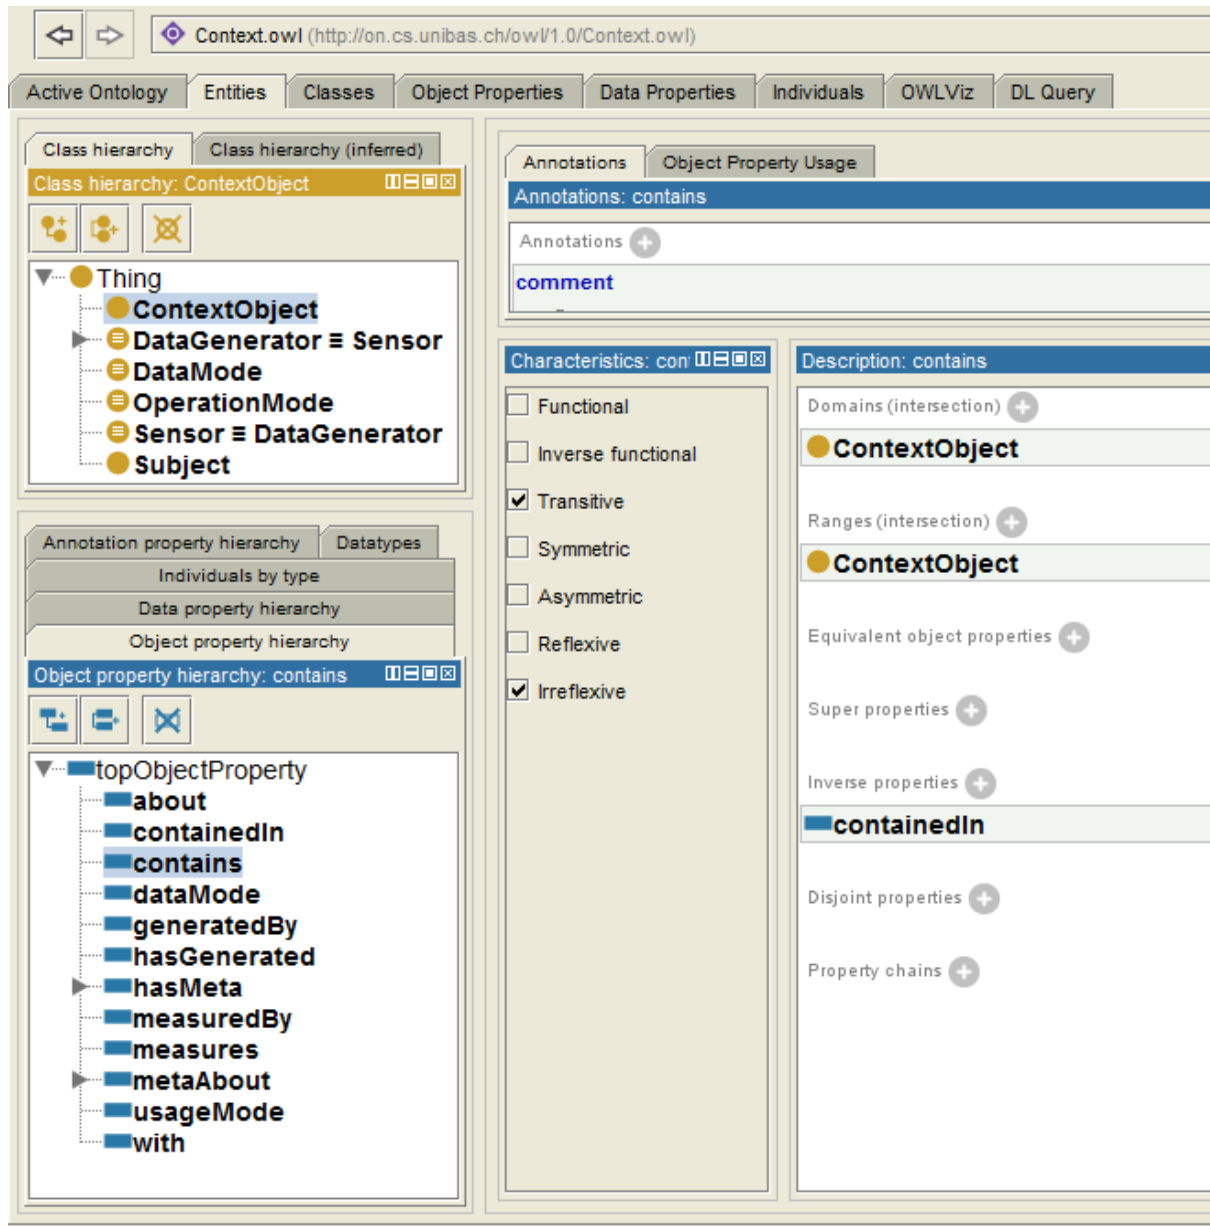 Context.owl (http://on.cs.unibas.ch/owl/1.0/Context.owl)
Active Ontology Entities Classes Object Properties Data Properties Individuals OWLViz DL Query
Class hierarchy Class hierarchy (inferred)
Class hierarchy: ContextObject
Thing
ContextObject
DataGenerator ≡ Sensor
DataMode
OperationMode
Sensor ≡ DataGenerator
Subject
Annotation property hierarchy Datatypes
Individuals by type
Data property hierarchy
Object property hierarchy
Object property hierarchy: contains
topObjectProperty
about
containedIn
contains
dataMode
generatedBy
hasGenerated
hasMeta
measuredBy
measures
metaAbout
usageMode
with
Annotations Object Property Usage
Annotations: contains
Annotations
comment
Characteristics: con
Functional
Inverse functional
Transitive
Symmetric
Asymmetric
Reflexive
Irreflexive
Description: contains
Domains (intersection)
ContextObject
Ranges (intersection)
ContextObject
Equivalent object properties
Super properties
Inverse properties
containedIn
Disjoint properties
Property chains